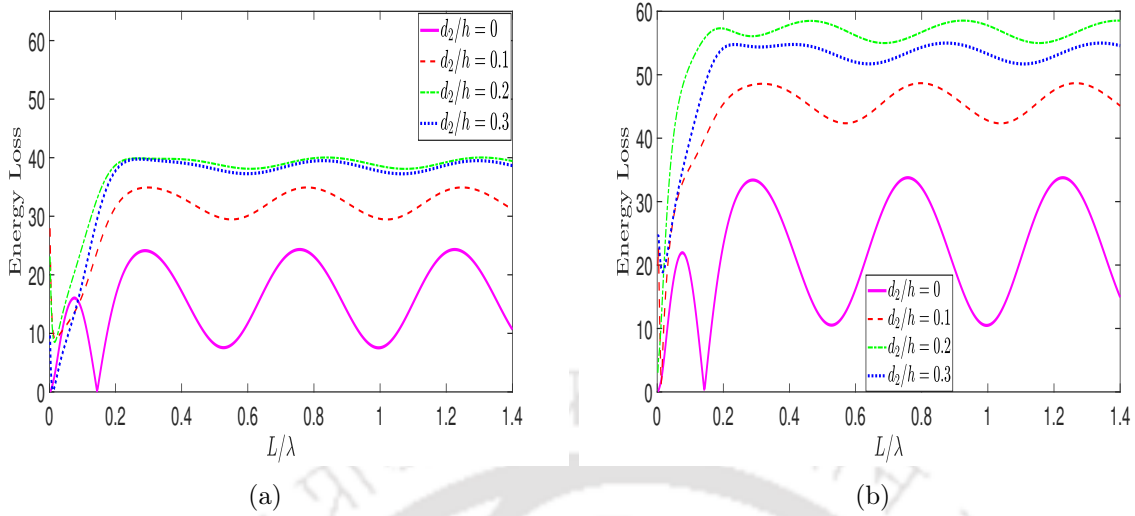 65
60
50
40
30
20
10
0
Energy Loss
0 0.2 0.4 0.6 0.8 1 1.2 1.4
L/λ
d₂/h = 0
d₂/h = 0.1
d₂/h = 0.2
d₂/h = 0.3
(a)
60
50
40
30
20
10
0
Energy Loss
0 0.2 0.4 0.6 0.8 1 1.2 1.4
L/λ
d₂/h = 0
d₂/h = 0.1
d₂/h = 0.2
d₂/h = 0.3
(b)